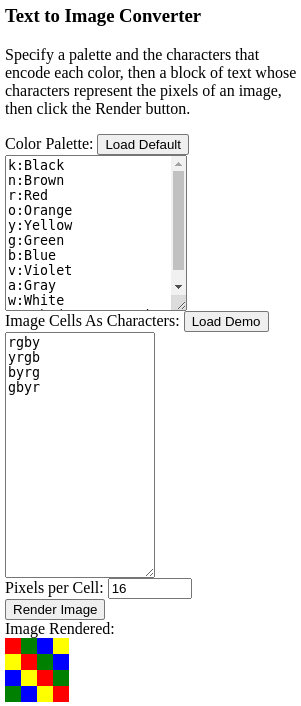 Text to Image Converter
Specify a palette and the characters that
encode each color, then a block of text whose
characters represent the pixels of an image,
then click the Render button.
Color Palette: Load Default
k:Black
n:Brown
r:Red
o:Orange
y:Yellow
g:Green
b:Blue
v:Violet
a:Gray
w:White
Image Cells As Characters: Load Demo
rgby
yrgb
byrg
gbyr
Pixels per Cell: 16
Render Image
Image Rendered: